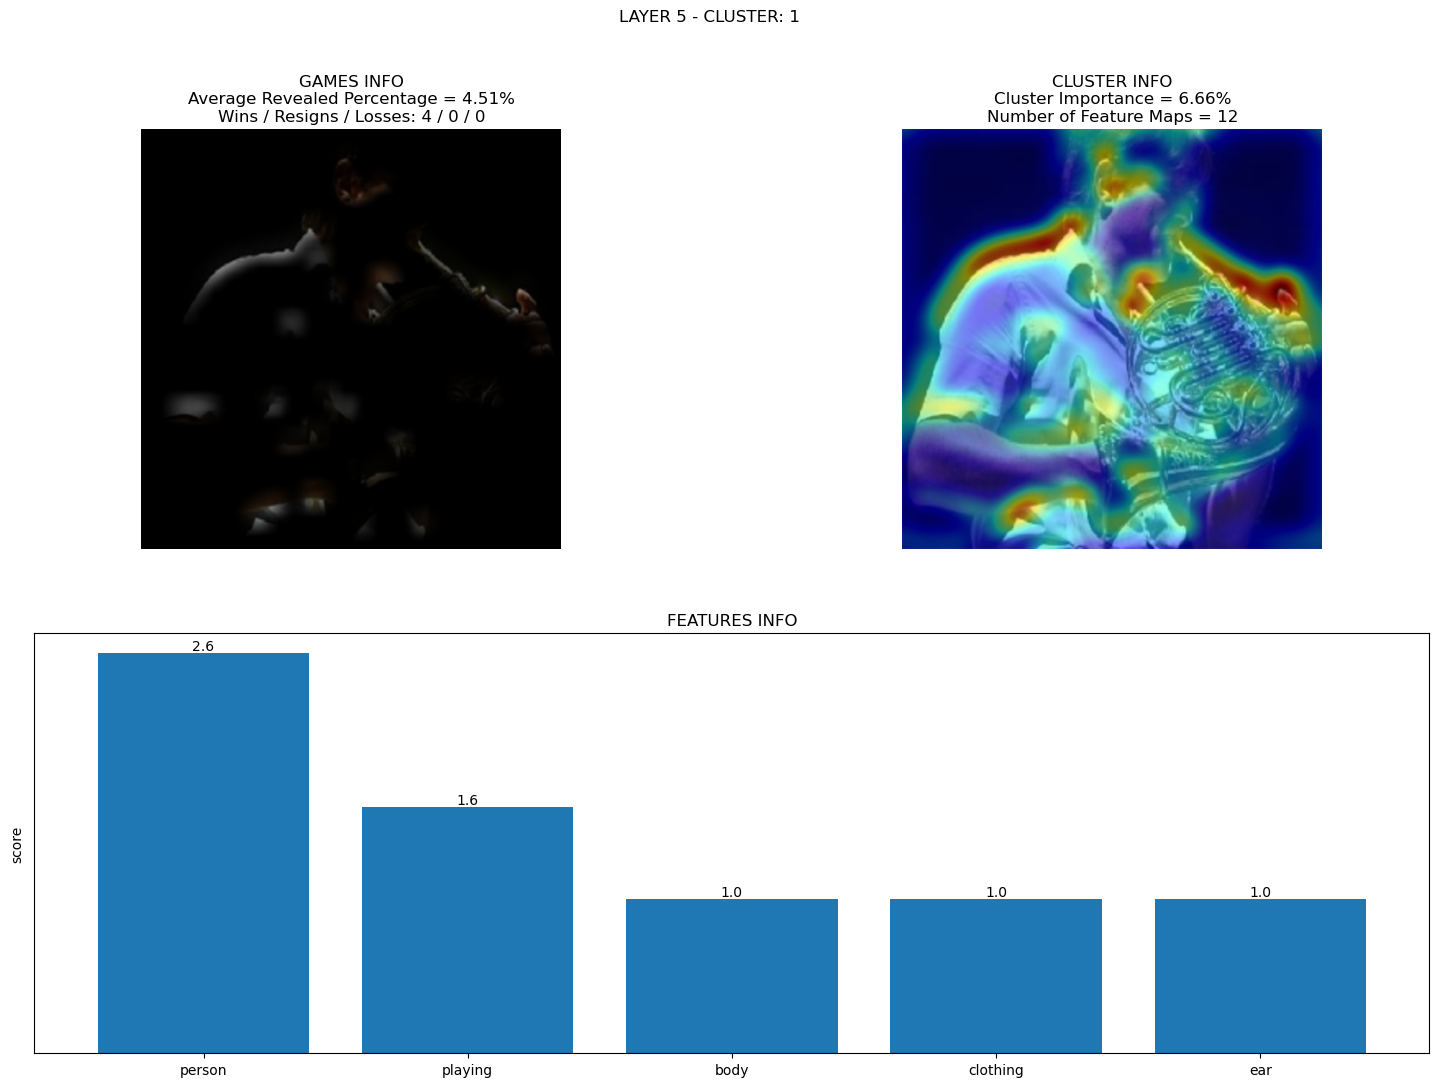 LAYER 5 - CLUSTER: 1
GAMES INFO
Average Revealed Percentage = 4.51%
Wins / Resigns / Losses: 4 / 0 / 0
CLUSTER INFO
Cluster Importance = 6.66%
Number of Feature Maps = 12
FEATURES INFO
score
2.6
1.6
1.0
1.0
1.0
person
playing
body
clothing
ear